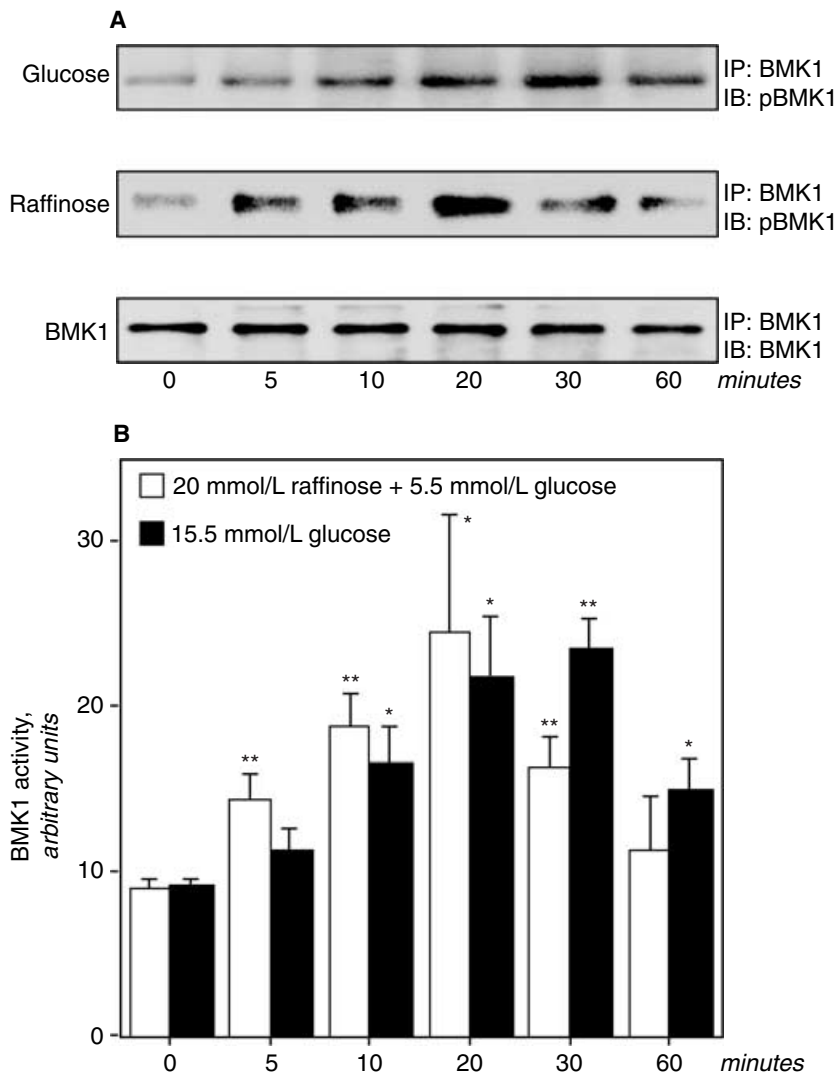 A
Glucose
IP: BMK1
IB: pBMK1
Raffinose
IP: BMK1
IB: pBMK1
BMK1
IP: BMK1
IB: BMK1
0 5 10 20 30 60 minutes
B
20 mmol/L raffinose + 5.5 mmol/L glucose
15.5 mmol/L glucose
BMK1 activity,
arbitrary units
30
20
10
0
**
**
*
*
*
**
**
*
0 5 10 20 30 60 minutes